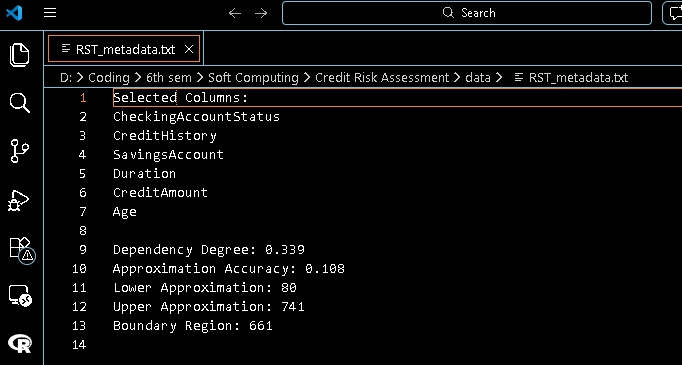 Search
RST_metadata.txt
D: > Coding > 6th sem > Soft Computing > Credit Risk Assessment > data > RST_metadata.txt
1 Selected Columns:
2 CheckingAccountStatus
3 CreditHistory
4 SavingsAccount
5 Duration
6 CreditAmount
7 Age
8
9 Dependency Degree: 0.339
10 Approximation Accuracy: 0.108
11 Lower Approximation: 80
12 Upper Approximation: 741
13 Boundary Region: 661
14
R